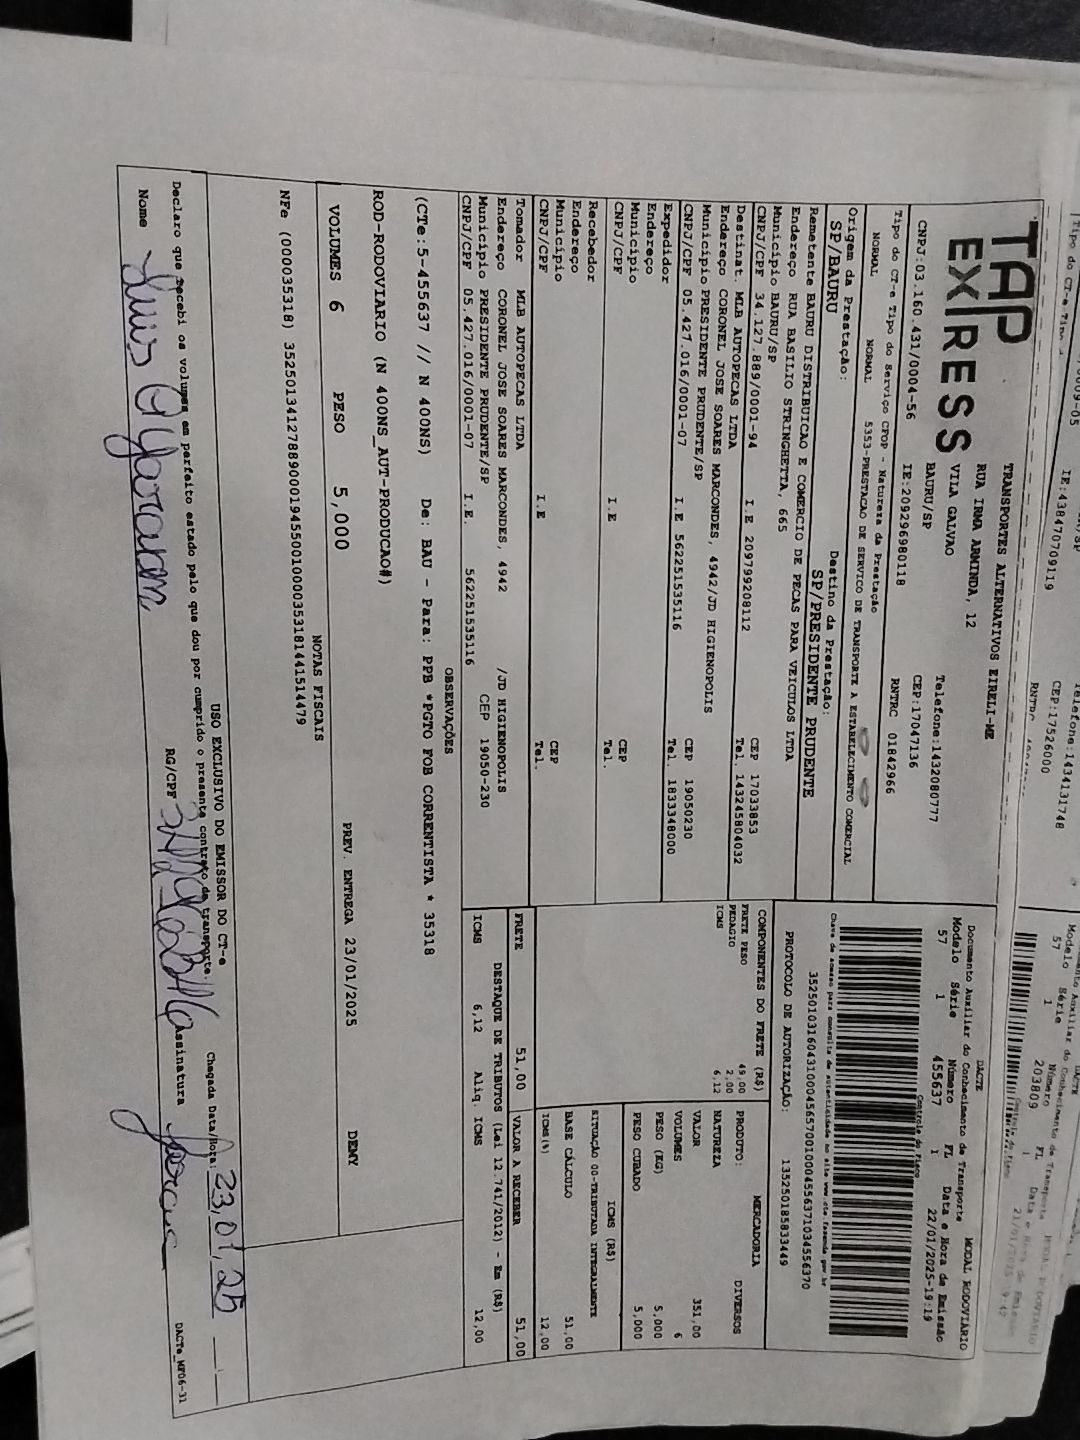 IE:438470709119
CEP:17526000
Telefone:1434131748
Modelo Série Número FL
57 1 203809 1
TAP EXPRESS
TRANSPORTES ALTERNATIVOS EIRELI-ME
RUA IRMA ARMINDA, 12
VILA GALVAO Telefone:1432080777
BAURU/SP CEP:17047136
CNPJ:03.160.431/0004-56 IE:209296980118 RNTRC 01842966
DACTE MODAL RODOVIÁRIO
Documento Auxiliar do Conhecimento de Transporte
Modelo Série Número FL Data e Hora de Emissão
57 1 455637 1 22/01/2025-19:19
Controle do Fisco
Tipo do CT-e Tipo do Serviço CFOP - Natureza da Prestação
NORMAL NORMAL 5353-PRESTACAO DE SERVICO DE TRANSPORTE A ESTABELECIMENTO COMERCIAL
Chave de acesso para consulta de autenticidade no site www.cte.fazenda.gov.br
Origem da Prestação: Destino da Prestação:
SP/BAURU SP/PRESIDENTE PRUDENTE
PROTOCOLO DE AUTORIZAÇÃO: 135250185833449
Remetente BAURU DISTRIBUICAO E COMERCIO DE PECAS PARA VEICULOS LTDA
Endereço RUA BASILIO STRINGHETTA, 665
Município BAURU/SP CEP 17033853
CNPJ/CPF 34.127.889/0001-94 I.E 209799208112 Tel. 143245804032
Destinat. MLB AUTOPECAS LTDA
Endereço CORONEL JOSE SOARES MARCONDES, 4942/JD HIGIENOPOLIS
Município PRESIDENTE PRUDENTE/SP CEP 19050230
CNPJ/CPF 05.427.016/0001-07 I.E 562251535116 Tel. 1833348000
Expedidor
Endereço
Município CEP
CNPJ/CPF I.E Tel.
Recebedor
Endereço
Município CEP
CNPJ/CPF I.E Tel.
Tomador MLB AUTOPECAS LTDA
Endereço CORONEL JOSE SOARES MARCONDES, 4942 /JD HIGIENOPOLIS
Município PRESIDENTE PRUDENTE/SP CEP 19050-230
CNPJ/CPF 05.427.016/0001-07 I.E. 562251535116
COMPONENTES DO FRETE (R$)
FRETE PESO 49,00
PEDAGIO 2,00
ICMS 6,12
MERCADORIA
PRODUTO: DIVERSOS
NATUREZA
VALOR 351,00
VOLUMES 6
PESO (KG) 5,000
PESO CUBADO 5,000
ICMS (R$)
SITUAÇÃO 00-TRIBUTADA INTEGRALMENTE
BASE CÁLCULO 51,00
ICMS(%) 12,00
FRETE 51,00 VALOR A RECEBER 51,00
DESTAQUE DE TRIBUTOS (Lei 12.741/2012) - Em (R$)
ICMS 6,12 Alq. ICMS 12,00
OBSERVAÇÕES
(CTe:5-455637 // N 400NS) De: BAU - Para: PPB *PGTO FOB CORRENTISTA * 35318
ROD-RODOVIARIO (N 400NS_AUT-PRODUCAO#)
VOLUMES 6 PESO 5,000 PREV. ENTREGA 23/01/2025 DEMY
NOTAS FISCAIS
NFe (000035318)
USO EXCLUSIVO DO EMISSOR DO CT-e
Declaro que recebi os volumes em perfeito estado pelo que dou por cumprido o presente contrato de transporte.
Chegada Data/Hora: 23,01,25
Nome RG/CPF Assinatura
DACTe_MF06-31